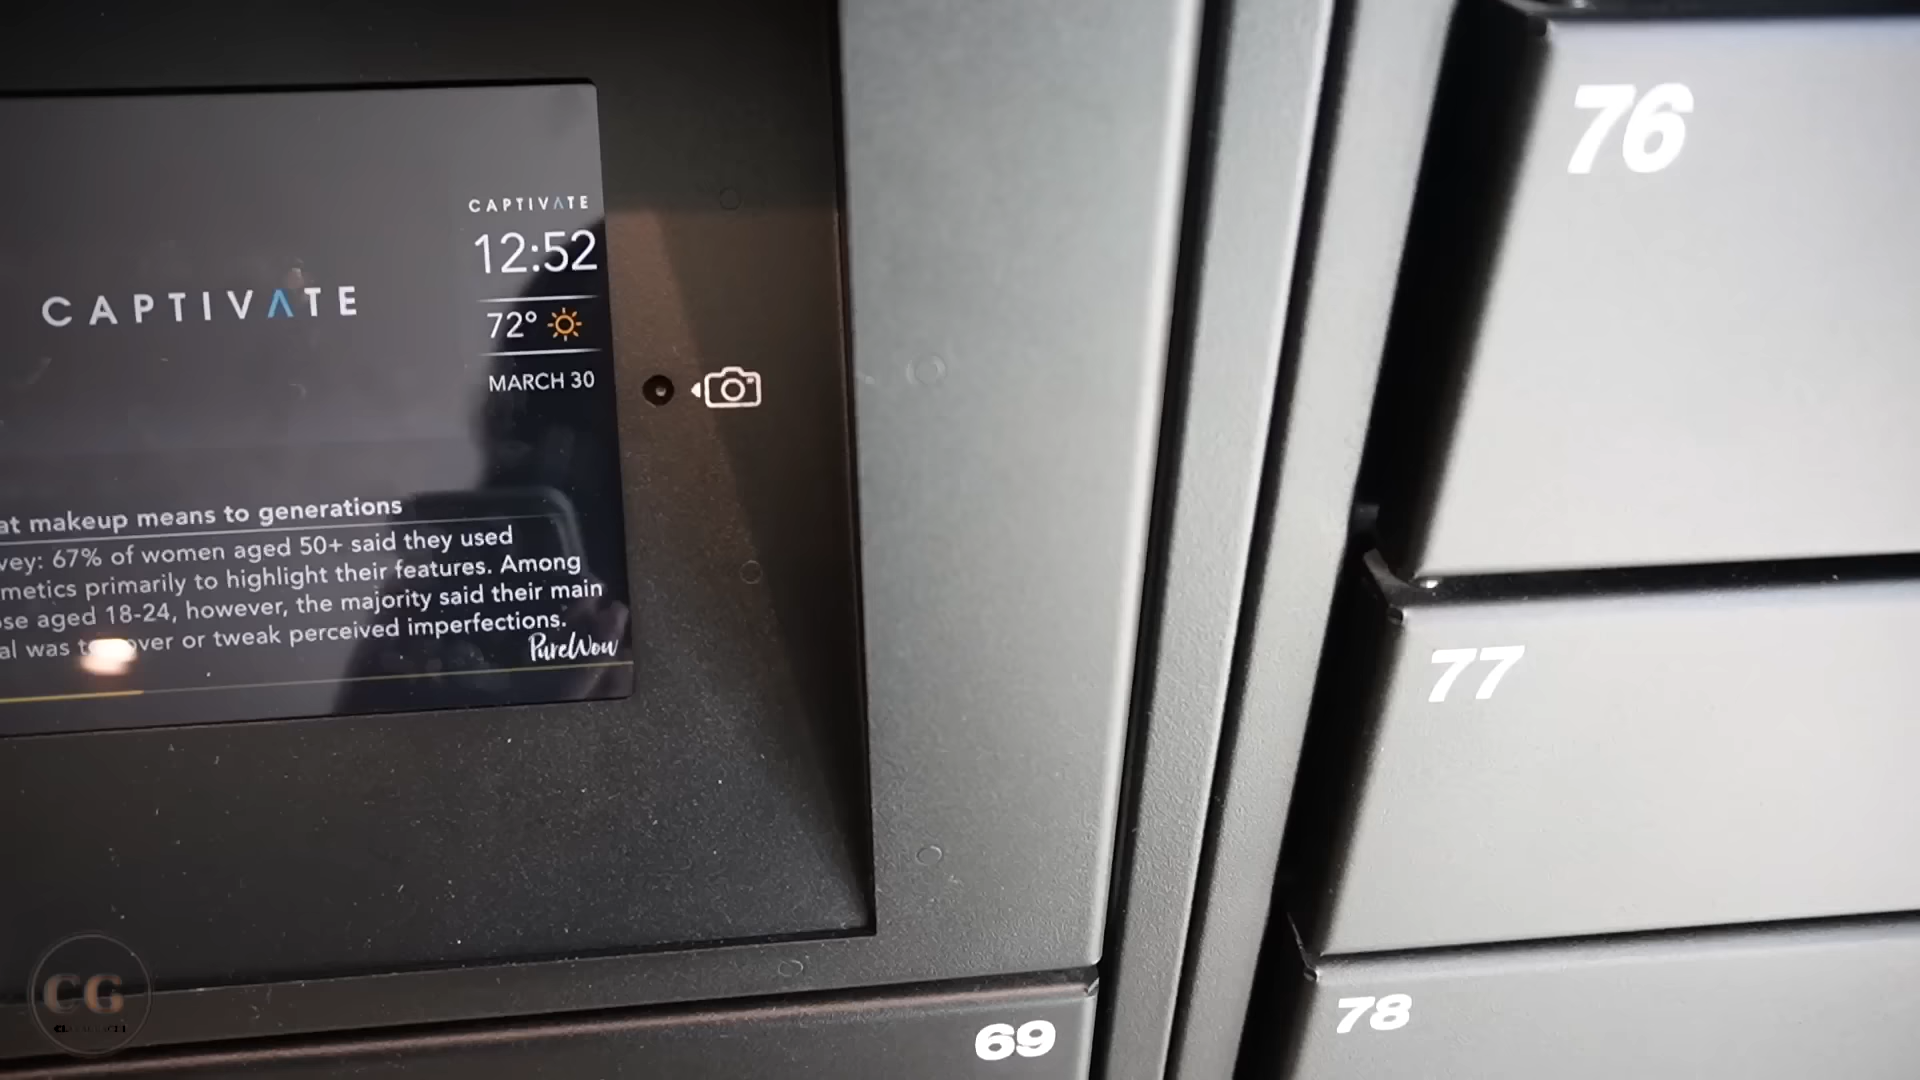 CAPTIVATE
CAPTIVATE
12:52
72°
MARCH 30
at makeup means to generations
vey: 67% of women aged 50+ said they used
metics primarily to highlight their features. Among
ose aged 18-24, however, the majority said their main
al was to cover or tweak perceived imperfections.
PureWow
76
77
78
69
CG